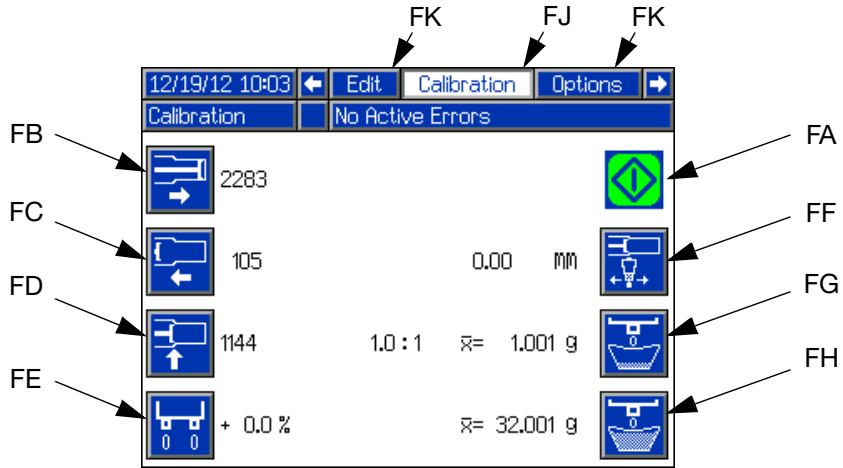 FK FJ FK
12/19/12 10:03 Edit Calibration Options
Calibration No Active Errors
FB 2283 FA
FC 105 0.00 MM FF
FD 1144 1.0:1 x̅= 1.001 g FG
FE 0 0 + 0.0 % x̅= 32.001 g FH